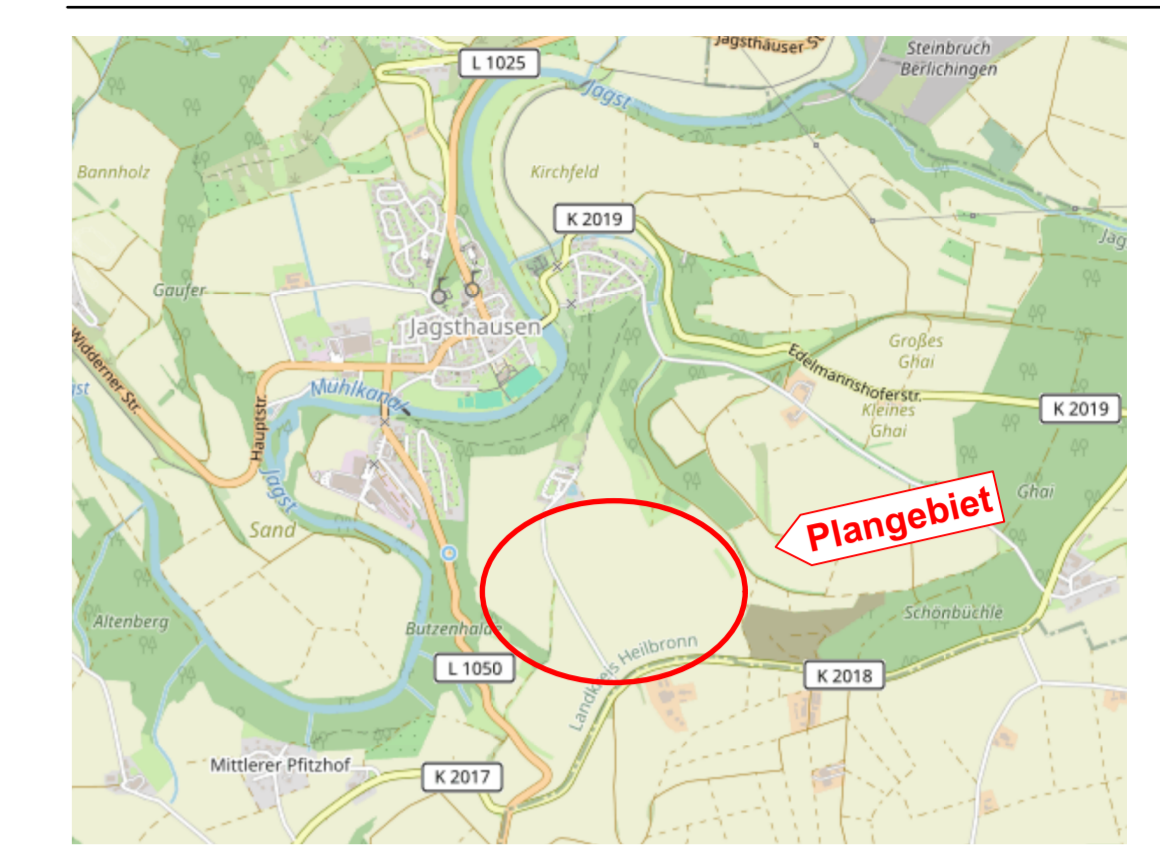 Jagsthäuser
Steinbruch
Berlichingen
L 1025
Jagst
Bannholz
Kirchfeld
K 2019
Jag
Gaufer
Jagsthausen
Großes
Ghai
Widderner Str.
Edelmannshoferstr.
Mühlkanal
Kleines
Ghai
K 2019
Hauptstr.
Jagst
Ghai
Plangebiet
Sand
Altenberg
Butzenhalde
Schönbüchle
Landkreis Heilbronn
L 1050
K 2018
Mittlerer Pfitzhof
K 2017